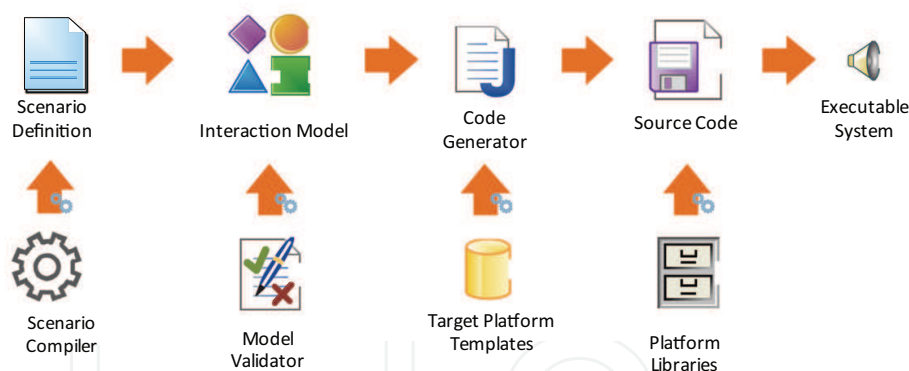 Scenario
Definition
Interaction Model
Code
Generator
Source Code
Executable
System
Scenario
Compiler
Model
Validator
Target Platform
Templates
Platform
Libraries